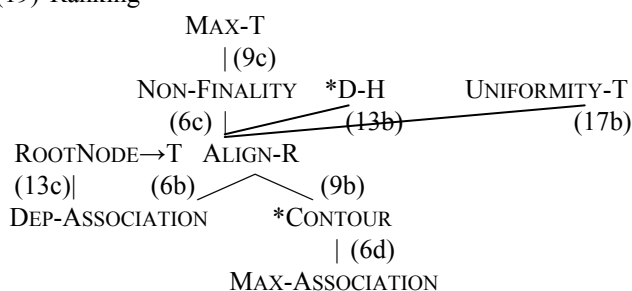 (19) Ranking
MAX-T
| (9c)
NON-FINALITY *D-H UNIFORMITY-T
(6c) | (13b) (17b)
ROOTNODE→T ALIGN-R
(13c)| (6b) (9b)
DEP-ASSOCIATION *CONTOUR
| (6d)
MAX-ASSOCIATION